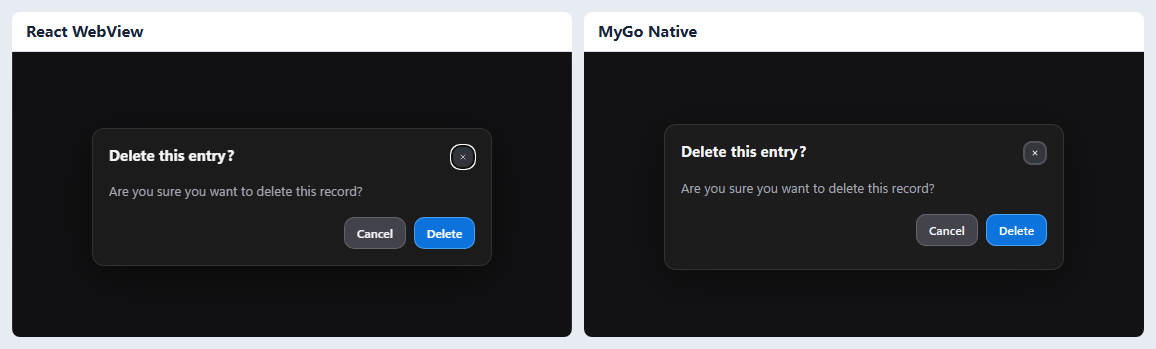 React WebView
Delete this entry?
×
Are you sure you want to delete this record?
Cancel Delete
MyGo Native
Delete this entry?
×
Are you sure you want to delete this record?
Cancel Delete